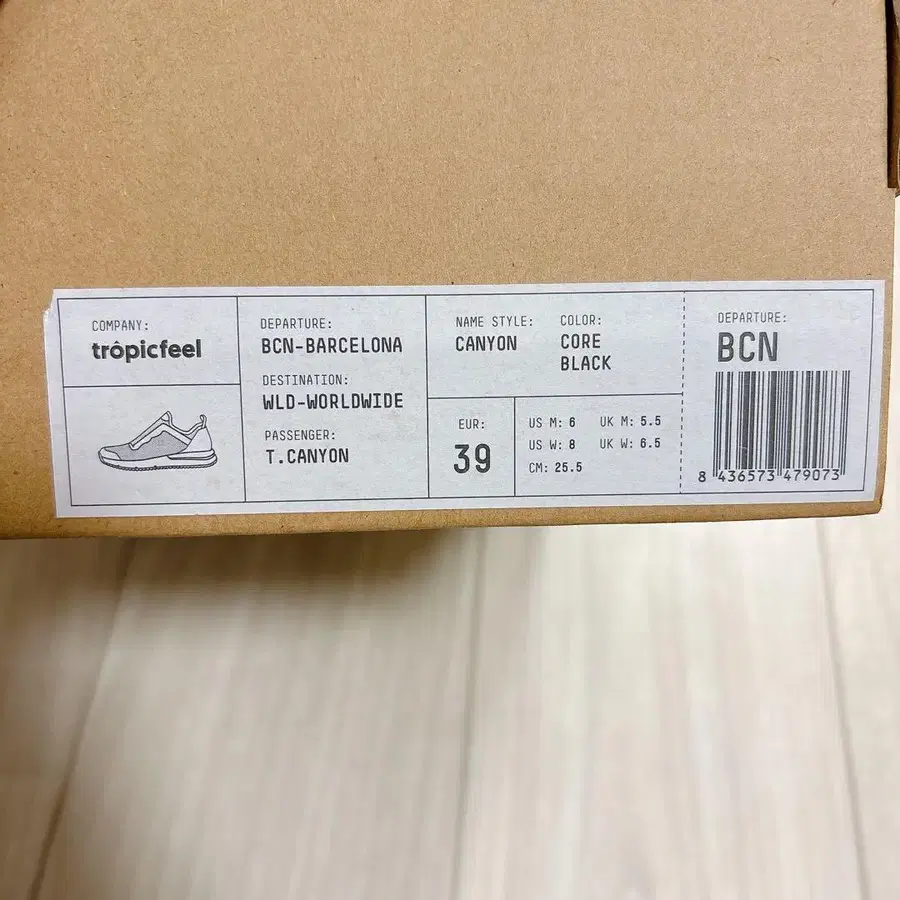 COMPANY:
trôpicfeel
DEPARTURE:
BCN-BARCELONA
DESTINATION:
WLD-WORLDWIDE
PASSENGER:
T.CANYON
NAME STYLE:
CANYON
COLOR:
CORE
BLACK
EUR:
39
US M: 6 UK M: 5.5
US W: 8 UK W: 6.5
CM: 25.5
DEPARTURE:
BCN
8 436573 479073